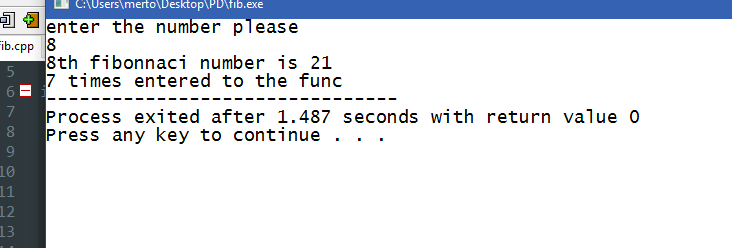 C:\Users\merto\Desktop\PD\fib.exe
enter the number please
8
8th fibonnaci number is 21
7 times entered to the func
--------------------------------
Process exited after 1.487 seconds with return value 0
Press any key to continue . . .
fib.cpp
5
6
7
8
9
10
11
12
13